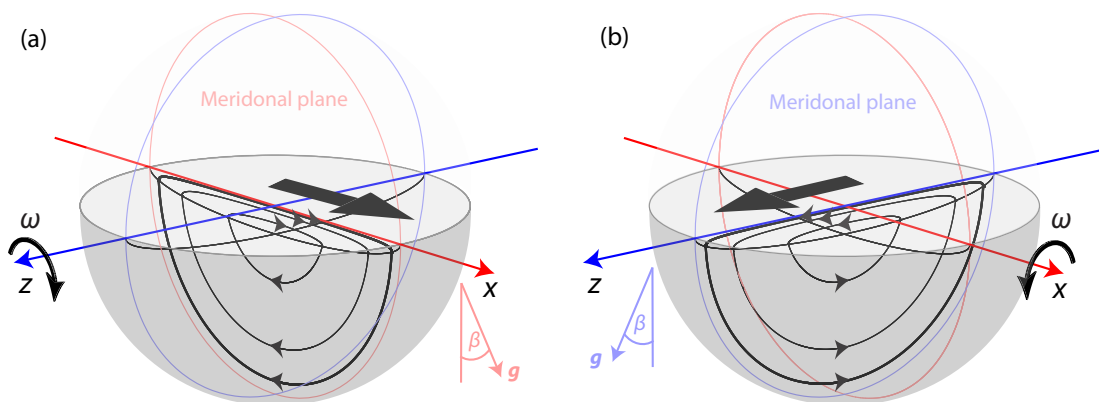 (a)
Meridonal plane
ω
z
x
β
g
(b)
Meridonal plane
ω
z
x
β
g